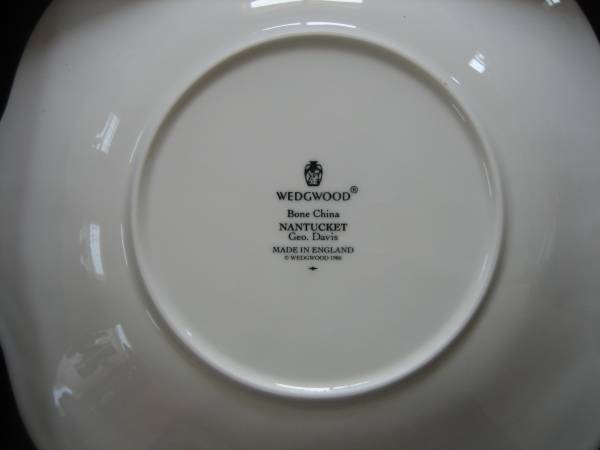 WEDGWOOD®
Bone China
NANTUCKET
Geo. Davis
MADE IN ENGLAND
© WEDGWOOD 1986